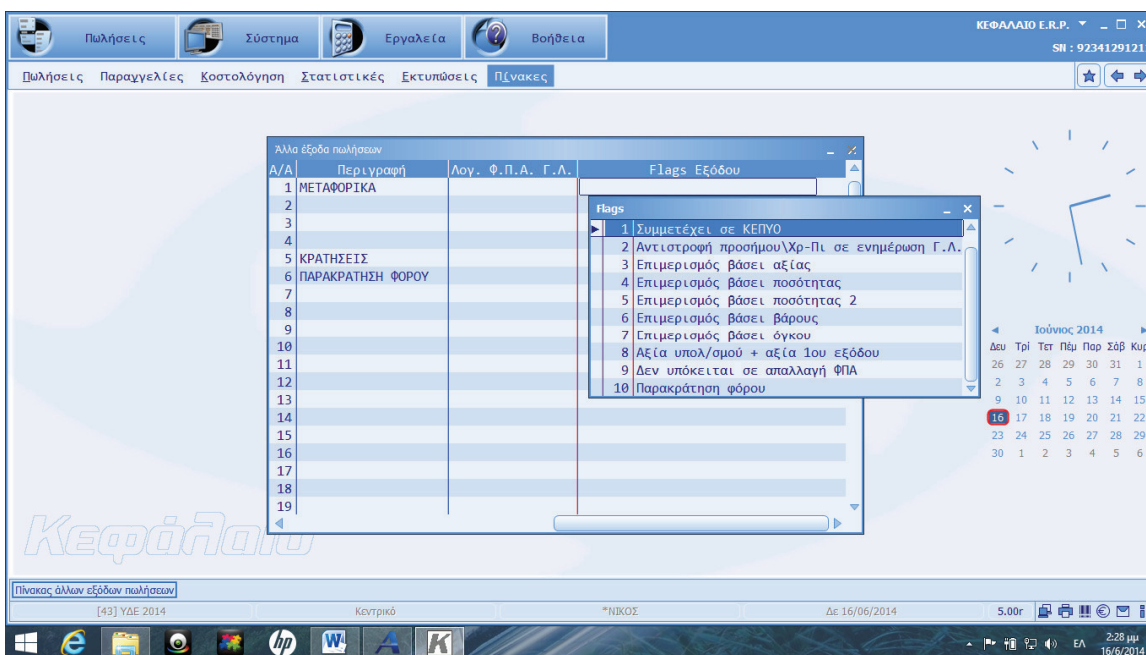 ΚΕΦΑΛΑΙΟ E.R.P.
Πωλήσεις Σύστημα Εργαλεία Βοήθεια
SN : 9234129121
Πωλήσεις Παραγγελίες Κοστολόγηση Στατιστικές Εκτυπώσεις Πίνακες
Άλλα έξοδα πωλήσεων
Α/Α Περιγραφή Λογ. Φ.Π.Α. Γ.Λ. Flags Εξόδου
1 ΜΕΤΑΦΟΡΙΚΑ
2
3
4
5 ΚΡΑΤΗΣΕΙΣ
6 ΠΑΡΑΚΡΑΤΗΣΗ ΦΟΡΟΥ
7
8
9
10
11
12
13
14
15
16
17
18
19
Flags
1 Συμμετέχει σε ΚΕΠΥΟ
2 Αντιστροφή προσήμου\Χρ-Πι σε ενημέρωση Γ.Λ.
3 Επιμερισμός βάσει αξίας
4 Επιμερισμός βάσει ποσότητας
5 Επιμερισμός βάσει ποσότητας 2
6 Επιμερισμός βάσει βάρους
7 Επιμερισμός βάσει όγκου
8 Αξία υπολ/σμού + αξία 1ου εξόδου
9 Δεν υπόκειται σε απαλλαγή ΦΠΑ
10 Παρακράτηση φόρου
Ιούνιος 2014
Δευ Τρί Τετ Πέμ Παρ Σάβ Κυρ
26 27 28 29 30 31 1
2 3 4 5 6 7 8
9 10 11 12 13 14 15
16 17 18 19 20 21 22
23 24 25 26 27 28 29
30 1 2 3 4 5 6
Κεφάλαιο
Πίνακας άλλων εξόδων πωλήσεων
[43] ΥΔΕ 2014 Κεντρικό *ΝΙΚΟΣ Δε 16/06/2014 5.00r
hp W K ΕΛ 2:28 μμ
16/6/2014